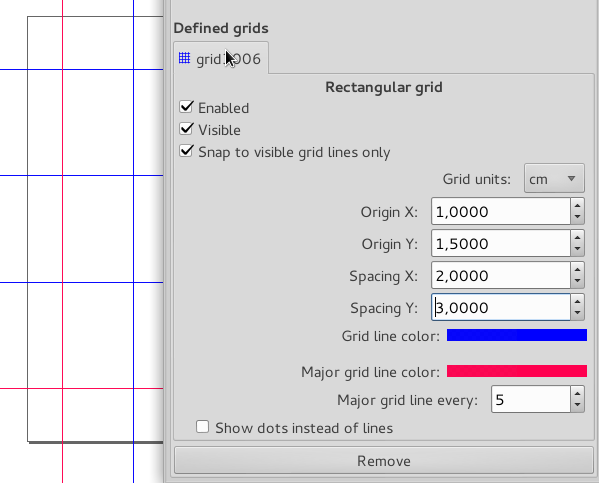 Defined grids
Rectangular grid
Enabled
Visible
Snap to visible grid lines only
Grid units: cm
Origin X: 1,0000
Origin Y: 1,5000
Spacing X: 2,0000
Spacing Y: 3,0000
Grid line color:
Major grid line color:
Major grid line every: 5
Show dots instead of lines
Remove